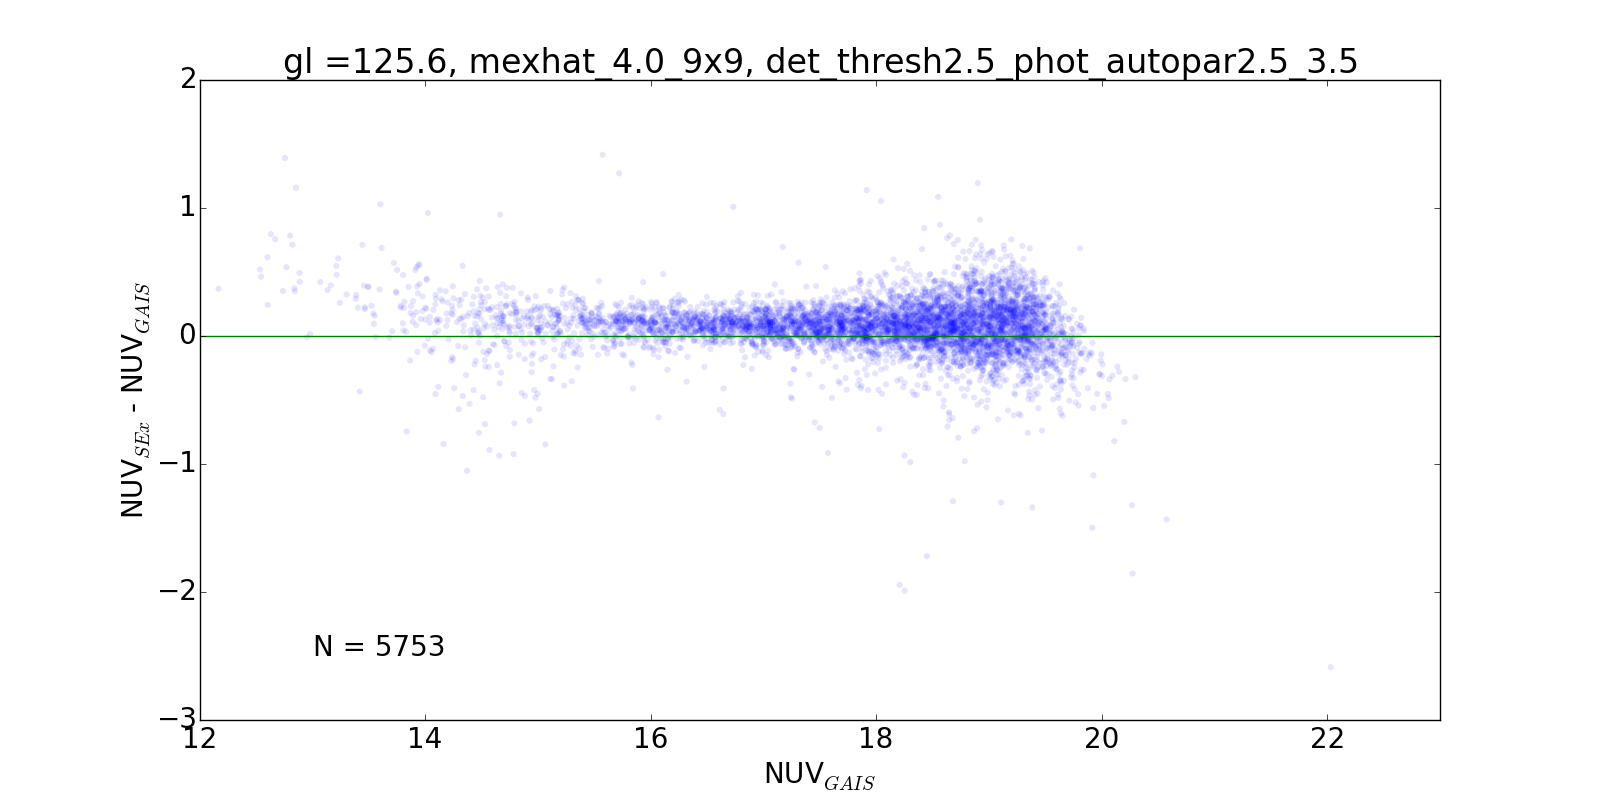 gl =125.6, mexhat_4.0_9x9, det_thresh2.5_phot_autopar2.5_3.5
2
1
0
−1
−2
−3
NUV_SEx - NUV_GAIS
N = 5753
12 14 16 18 20 22
NUV_GAIS